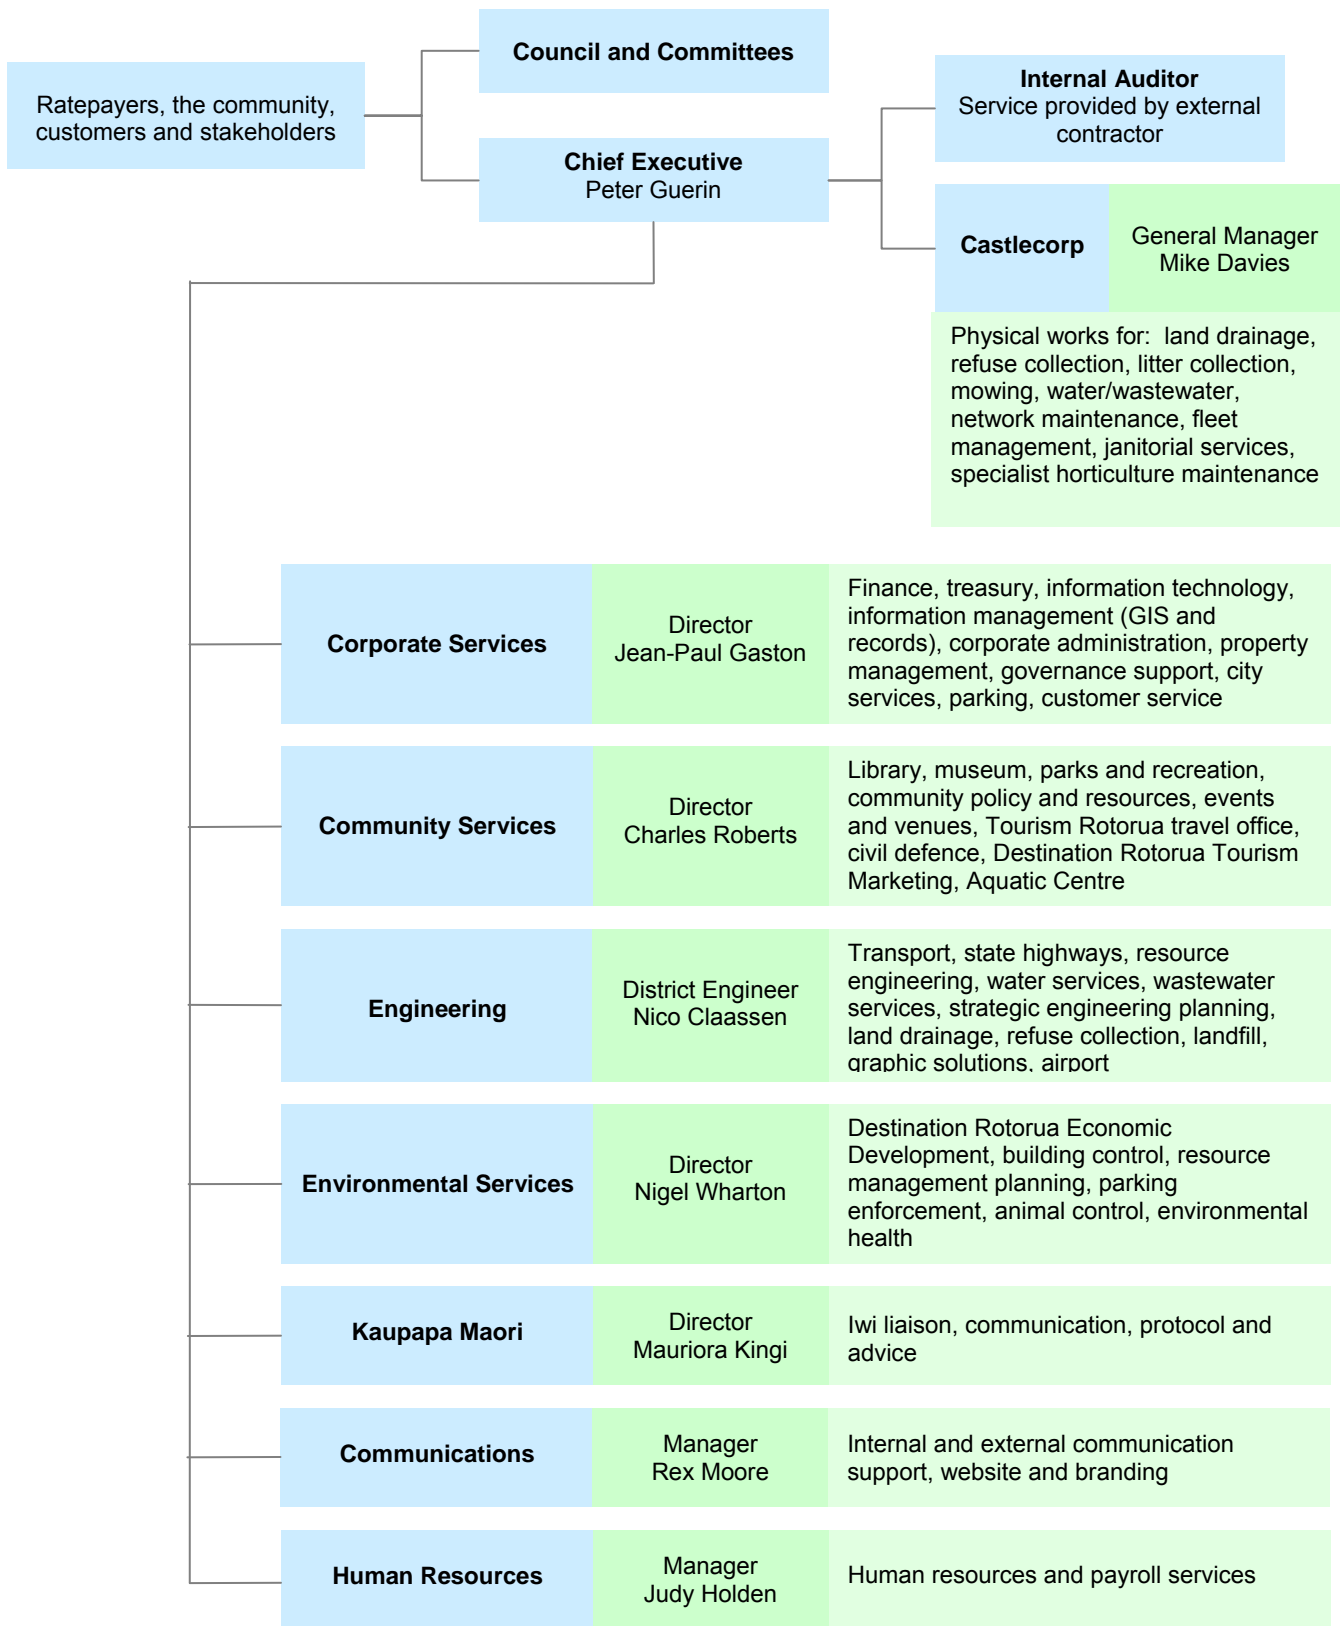 Council and Committees
Ratepayers, the community,
customers and stakeholders
Internal Auditor
Service provided by external
contractor
Chief Executive
Peter Guerin
Castlecorp
General Manager
Mike Davies
Physical works for:  land drainage,
refuse collection, litter collection,
mowing, water/wastewater,
network maintenance, fleet
management, janitorial services,
specialist horticulture maintenance
Corporate Services
Director
Jean-Paul Gaston
Finance, treasury, information technology,
information management (GIS and
records), corporate administration, property
management, governance support, city
services, parking, customer service
Community Services
Director
Charles Roberts
Library, museum, parks and recreation,
community policy and resources, events
and venues, Tourism Rotorua travel office,
civil defence, Destination Rotorua Tourism
Marketing, Aquatic Centre
Engineering
District Engineer
Nico Claassen
Transport, state highways, resource
engineering, water services, wastewater
services, strategic engineering planning,
land drainage, refuse collection, landfill,
graphic solutions, airport
Environmental Services
Director
Nigel Wharton
Destination Rotorua Economic
Development, building control, resource
management planning, parking
enforcement, animal control, environmental
health
Kaupapa Maori
Director
Mauriora Kingi
Iwi liaison, communication, protocol and
advice
Communications
Manager
Rex Moore
Internal and external communication
support, website and branding
Human Resources
Manager
Judy Holden
Human resources and payroll services